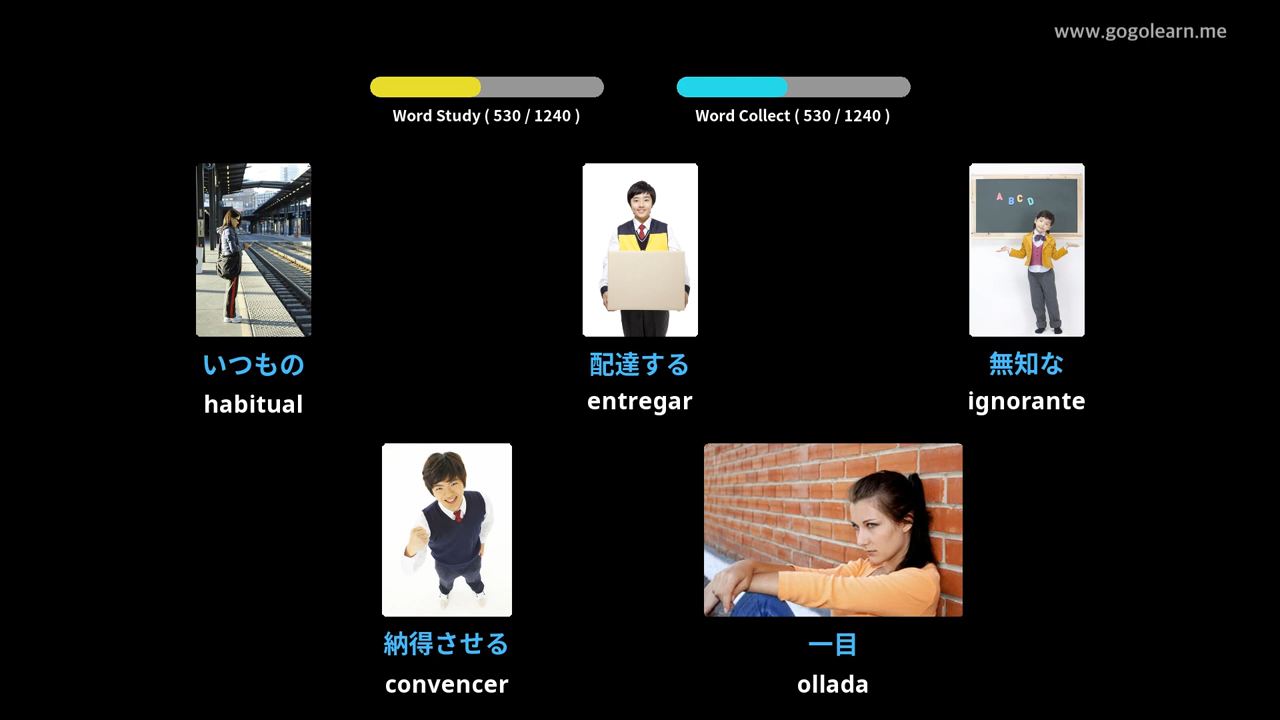 www.gogolearn.me
Word Study ( 530 / 1240 )
Word Collect ( 530 / 1240 )
A B C D
いつもの
habitual
配達する
entregar
無知な
ignorante
納得させる
convencer
一目
ollada